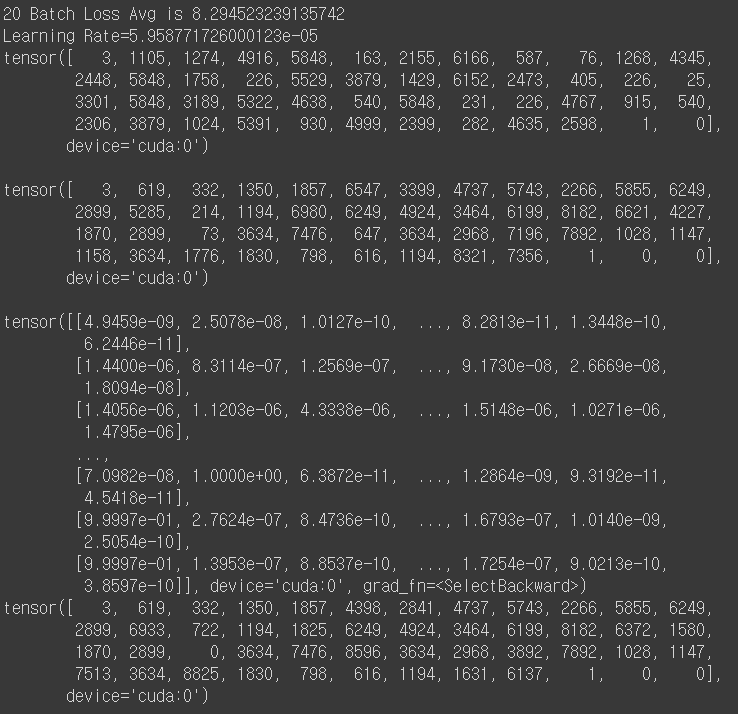 20 Batch Loss Avg is 8.294523239135742
Learning Rate=5.958771726000123e-05
tensor([   3, 1105, 1274, 4916, 5848,  163, 2155, 6166,  587,   76, 1268, 4345,
        2448, 5848, 1758,  226, 5529, 3879, 1429, 6152, 2473,  405,  226,   25,
        3301, 5848, 3189, 5322, 4638,  540, 5848,  231,  226, 4767,  915,  540,
        2306, 3879, 1024, 5391,  930, 4999, 2399,  282, 4635, 2598,    1,    0],
       device='cuda:0')
tensor([   3,  619,  332, 1350, 1857, 6547, 3399, 4737, 5743, 2266, 5855, 6249,
        2899, 5285,  214, 1194, 6980, 6249, 4924, 3464, 6199, 8182, 6621, 4227,
        1870, 2899,   73, 3634, 7476,  647, 3634, 2968, 7196, 7892, 1028, 1147,
        1158, 3634, 1776, 1830,  798,  616, 1194, 8321, 7356,    1,    0,    0],
       device='cuda:0')
tensor([[4.9459e-09, 2.5078e-08, 1.0127e-10,  ..., 8.2813e-11, 1.3448e-10,
         6.2446e-11],
        [1.4400e-06, 8.3114e-07, 1.2569e-07,  ..., 9.1730e-08, 2.6669e-08,
         1.8094e-08],
        [1.4056e-06, 1.1203e-06, 4.3338e-06,  ..., 1.5148e-06, 1.0271e-06,
         1.4795e-06],
        ...,
        [7.0982e-08, 1.0000e+00, 6.3872e-11,  ..., 1.2864e-09, 9.3192e-11,
         4.5418e-11],
        [9.9997e-01, 2.7624e-07, 8.4736e-10,  ..., 1.6793e-07, 1.0140e-09,
         2.5054e-10],
        [9.9997e-01, 1.3953e-07, 8.8537e-10,  ..., 1.7254e-07, 9.0213e-10,
         3.8597e-10]], device='cuda:0', grad_fn=<SelectBackward>)
tensor([   3,  619,  332, 1350, 1857, 4398, 2841, 4737, 5743, 2266, 5855, 6249,
        2899, 6933,  722, 1194, 1825, 6249, 4924, 3464, 6199, 8182, 6372, 1580,
        1870, 2899,    0, 3634, 7476, 8596, 3634, 2968, 3892, 7892, 1028, 1147,
        7513, 3634, 8825, 1830,  798,  616, 1194, 1631, 6137,    1,    0,    0],
       device='cuda:0')